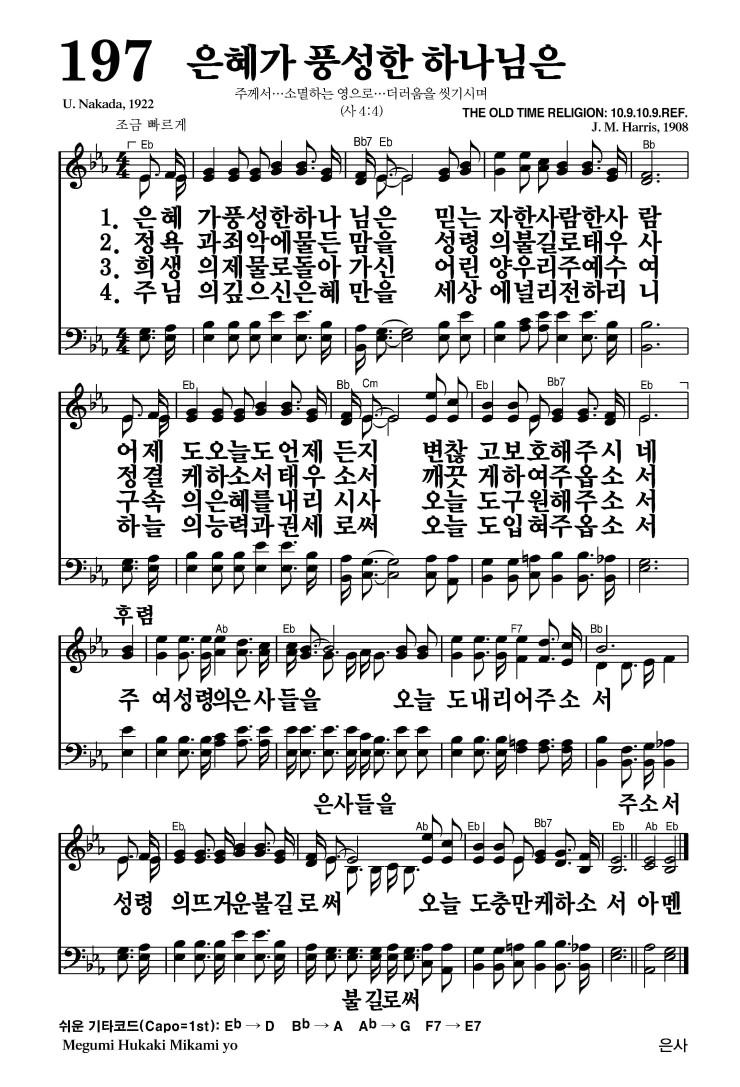 197 은혜가 풍성한 하나님은
주께서…소멸하는 영으로…더러움을 씻기시며
(사 4:4)
U. Nakada, 1922
THE OLD TIME RELIGION: 10.9.10.9.REF.
조금 빠르게
J. M. Harris, 1908
Eb Bb7 Eb Bb
1. 은혜 가풍성한하나 님은 믿는 자한사람한사 람
2. 정욕 과죄악에물든 맘을 성령 의불길로태우 사
3. 희생 의제물로돌아 가신 어린 양우리주예수 여
4. 주님 의깊으신은혜 만을 세상 에널리전하리 니
Eb Bb Cm Eb Bb7 Eb
어제 도오늘도언제 든지 변찮 고보호해주시 네
정결 케하소서태우 소서 깨끗 게하여주옵소 서
구속 의은혜를내리 시사 오늘 도구원해주소 서
하늘 의능력과권세 로써 오늘 도입혀주옵소 서
후렴
Ab Eb F7 Bb
주 여성령의은사들을 오늘 도내리어주소 서
은사들을 주소서
Eb Ab Eb Bb7 Eb Ab Eb
성령 의뜨거운불길로써 오늘 도충만케하소 서 아멘
불길로써
쉬운 기타코드(Capo=1st): Eb → D Bb → A Ab → G F7 → E7
Megumi Hukaki Mikami yo
은사